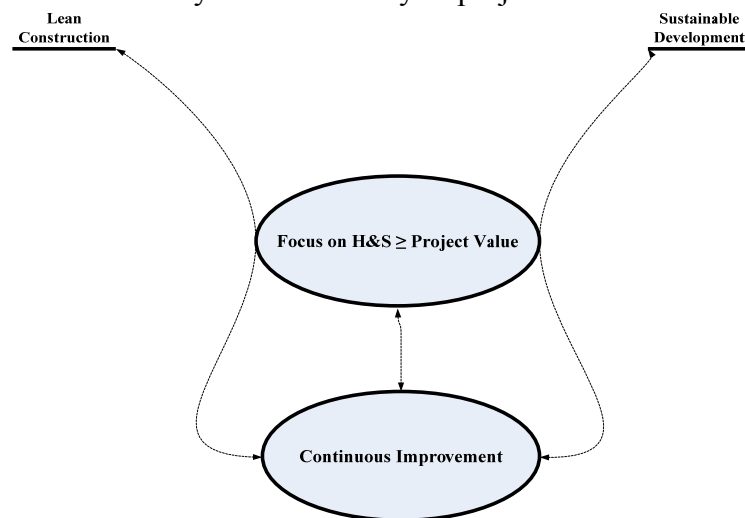 Lean
Construction
Sustainable
Development
Focus on H&S ≥ Project Value
Continuous Improvement